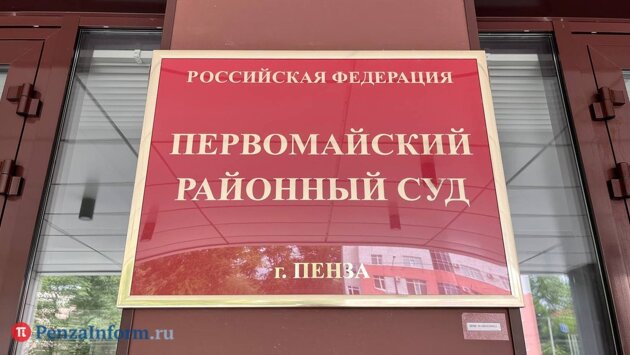 РОССИЙСКАЯ ФЕДЕРАЦИЯ
ПЕРВОМАЙСКИЙ
РАЙОННЫЙ СУД
г. ПЕНЗА
PenzaInform.ru